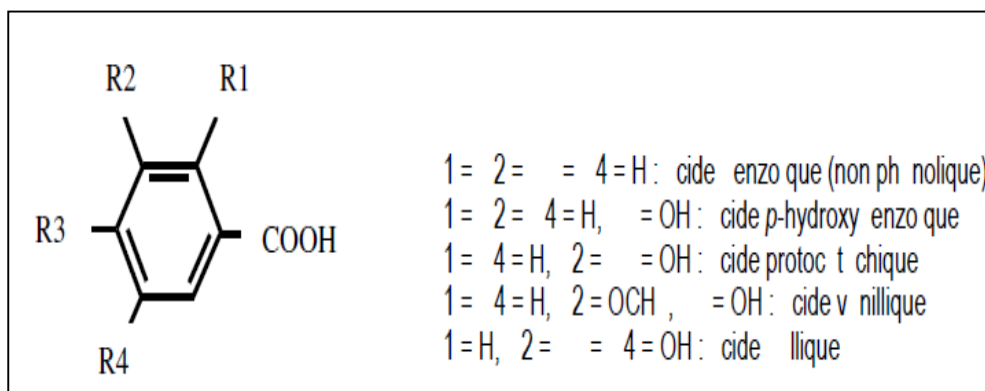 R2 R1
R3 COOH
R4
1 = 2 = = 4 = H : cide enzo que (non ph nolique)
1 = 2 = 4 = H, = OH : cide p-hydroxy enzo que
1 = 4 = H, 2 = = OH : cide protoc t chique
1 = 4 = H, 2 = OCH , = OH : cide v nillique
1 = H, 2 = = 4 = OH : cide llique